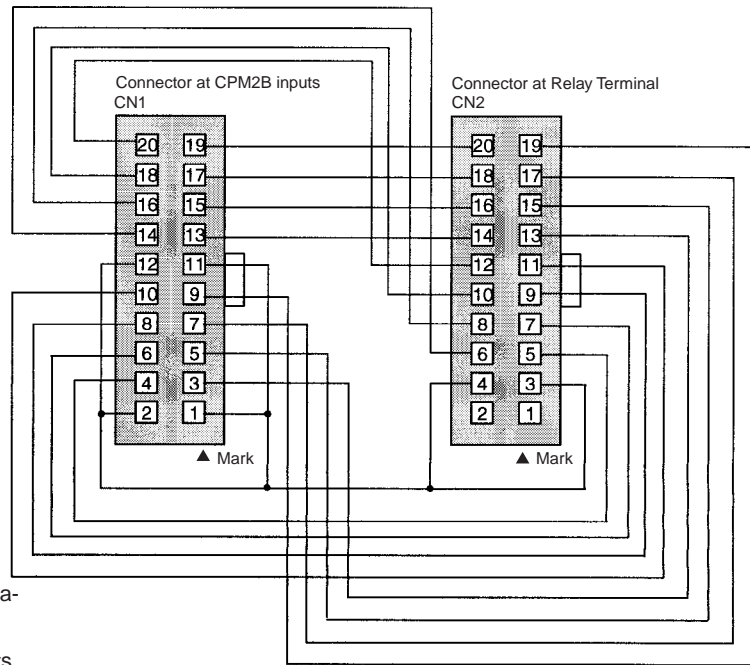 Connector at CPM2B inputs
CN1
Connector at Relay Terminal
CN2
20 19
20 19
18 17
18 17
16 15
16 15
14 13
14 13
12 11
12 11
10 9
10 9
8 7
8 7
6 5
6 5
4 3
4 3
2 1
2 1
▲ Mark
▲ Mark
a-